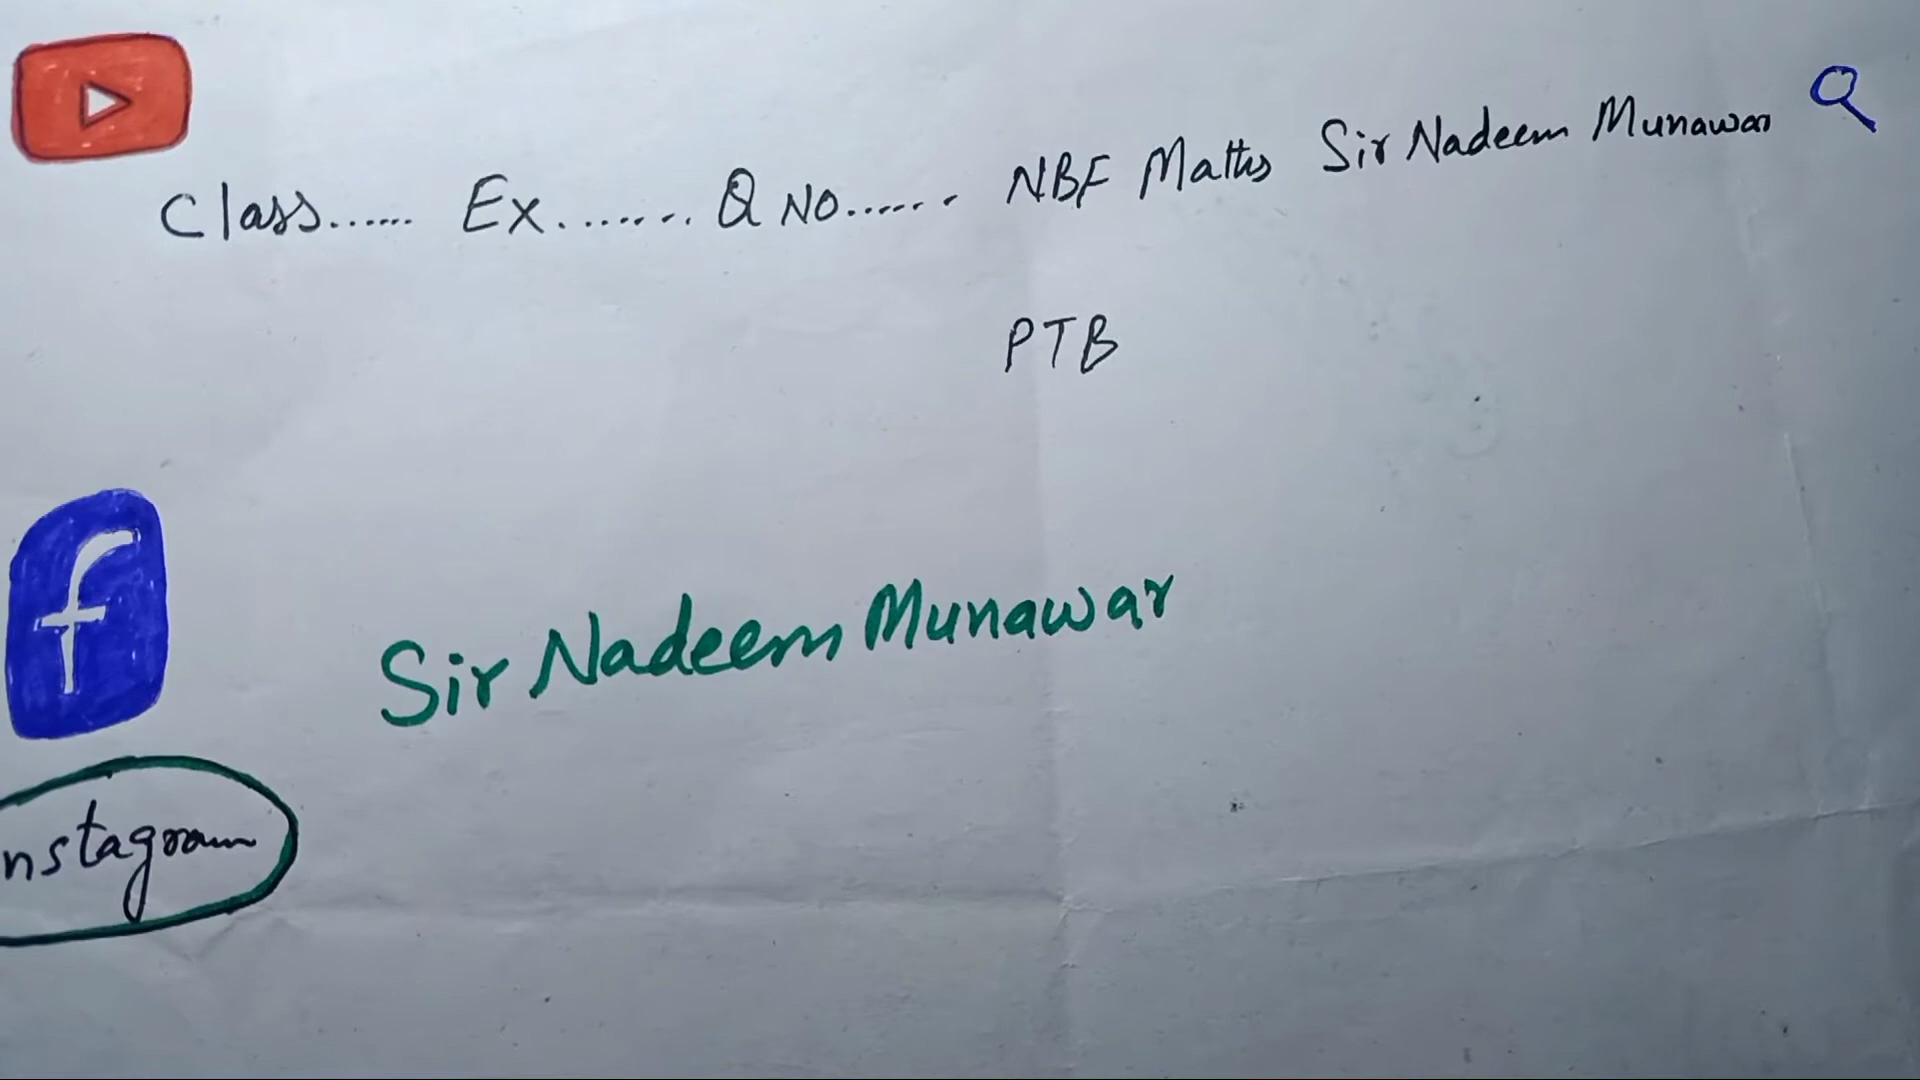 Class...... Ex....... Q No...... NBF Maths Sir Nadeem Munawar
PTB
f
Sir Nadeem Munawar
nstagram